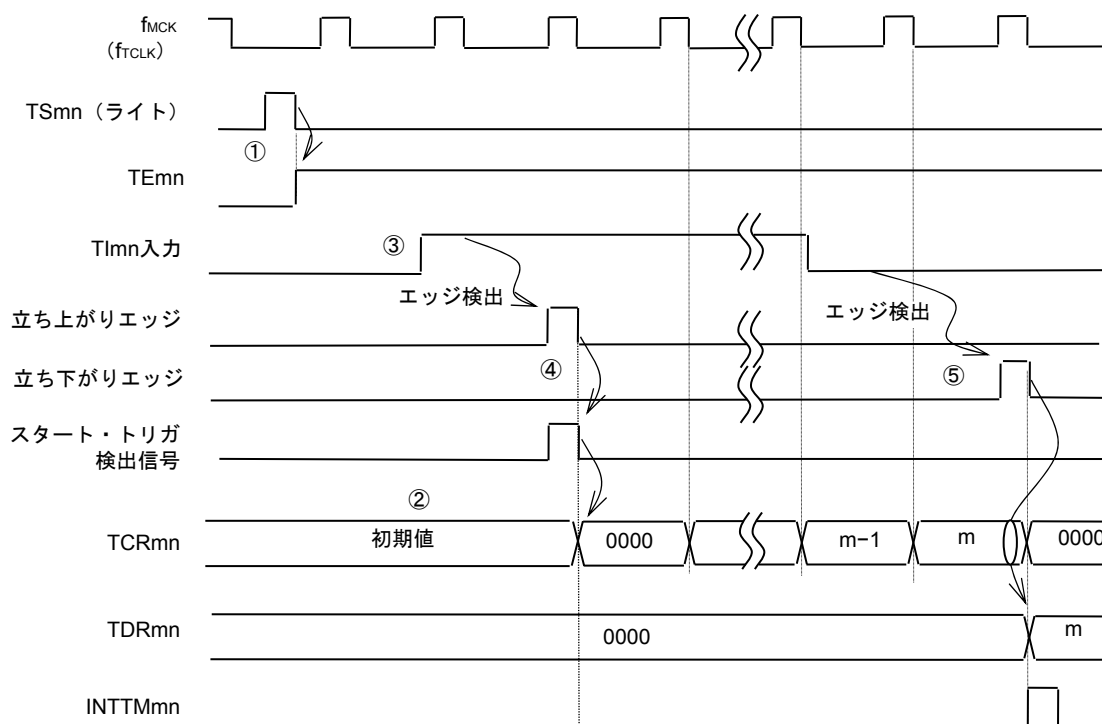 fMCK
（fTCLK）
TSmn（ライト）
①
TEmn
TImn入力
③
エッジ検出
エッジ検出
立ち上がりエッジ
④
立ち下がりエッジ
⑤
スタート・トリガ
検出信号
②
TCRmn
初期値
0000
m−1
m
0000
TDRmn
0000
m
INTTMmn